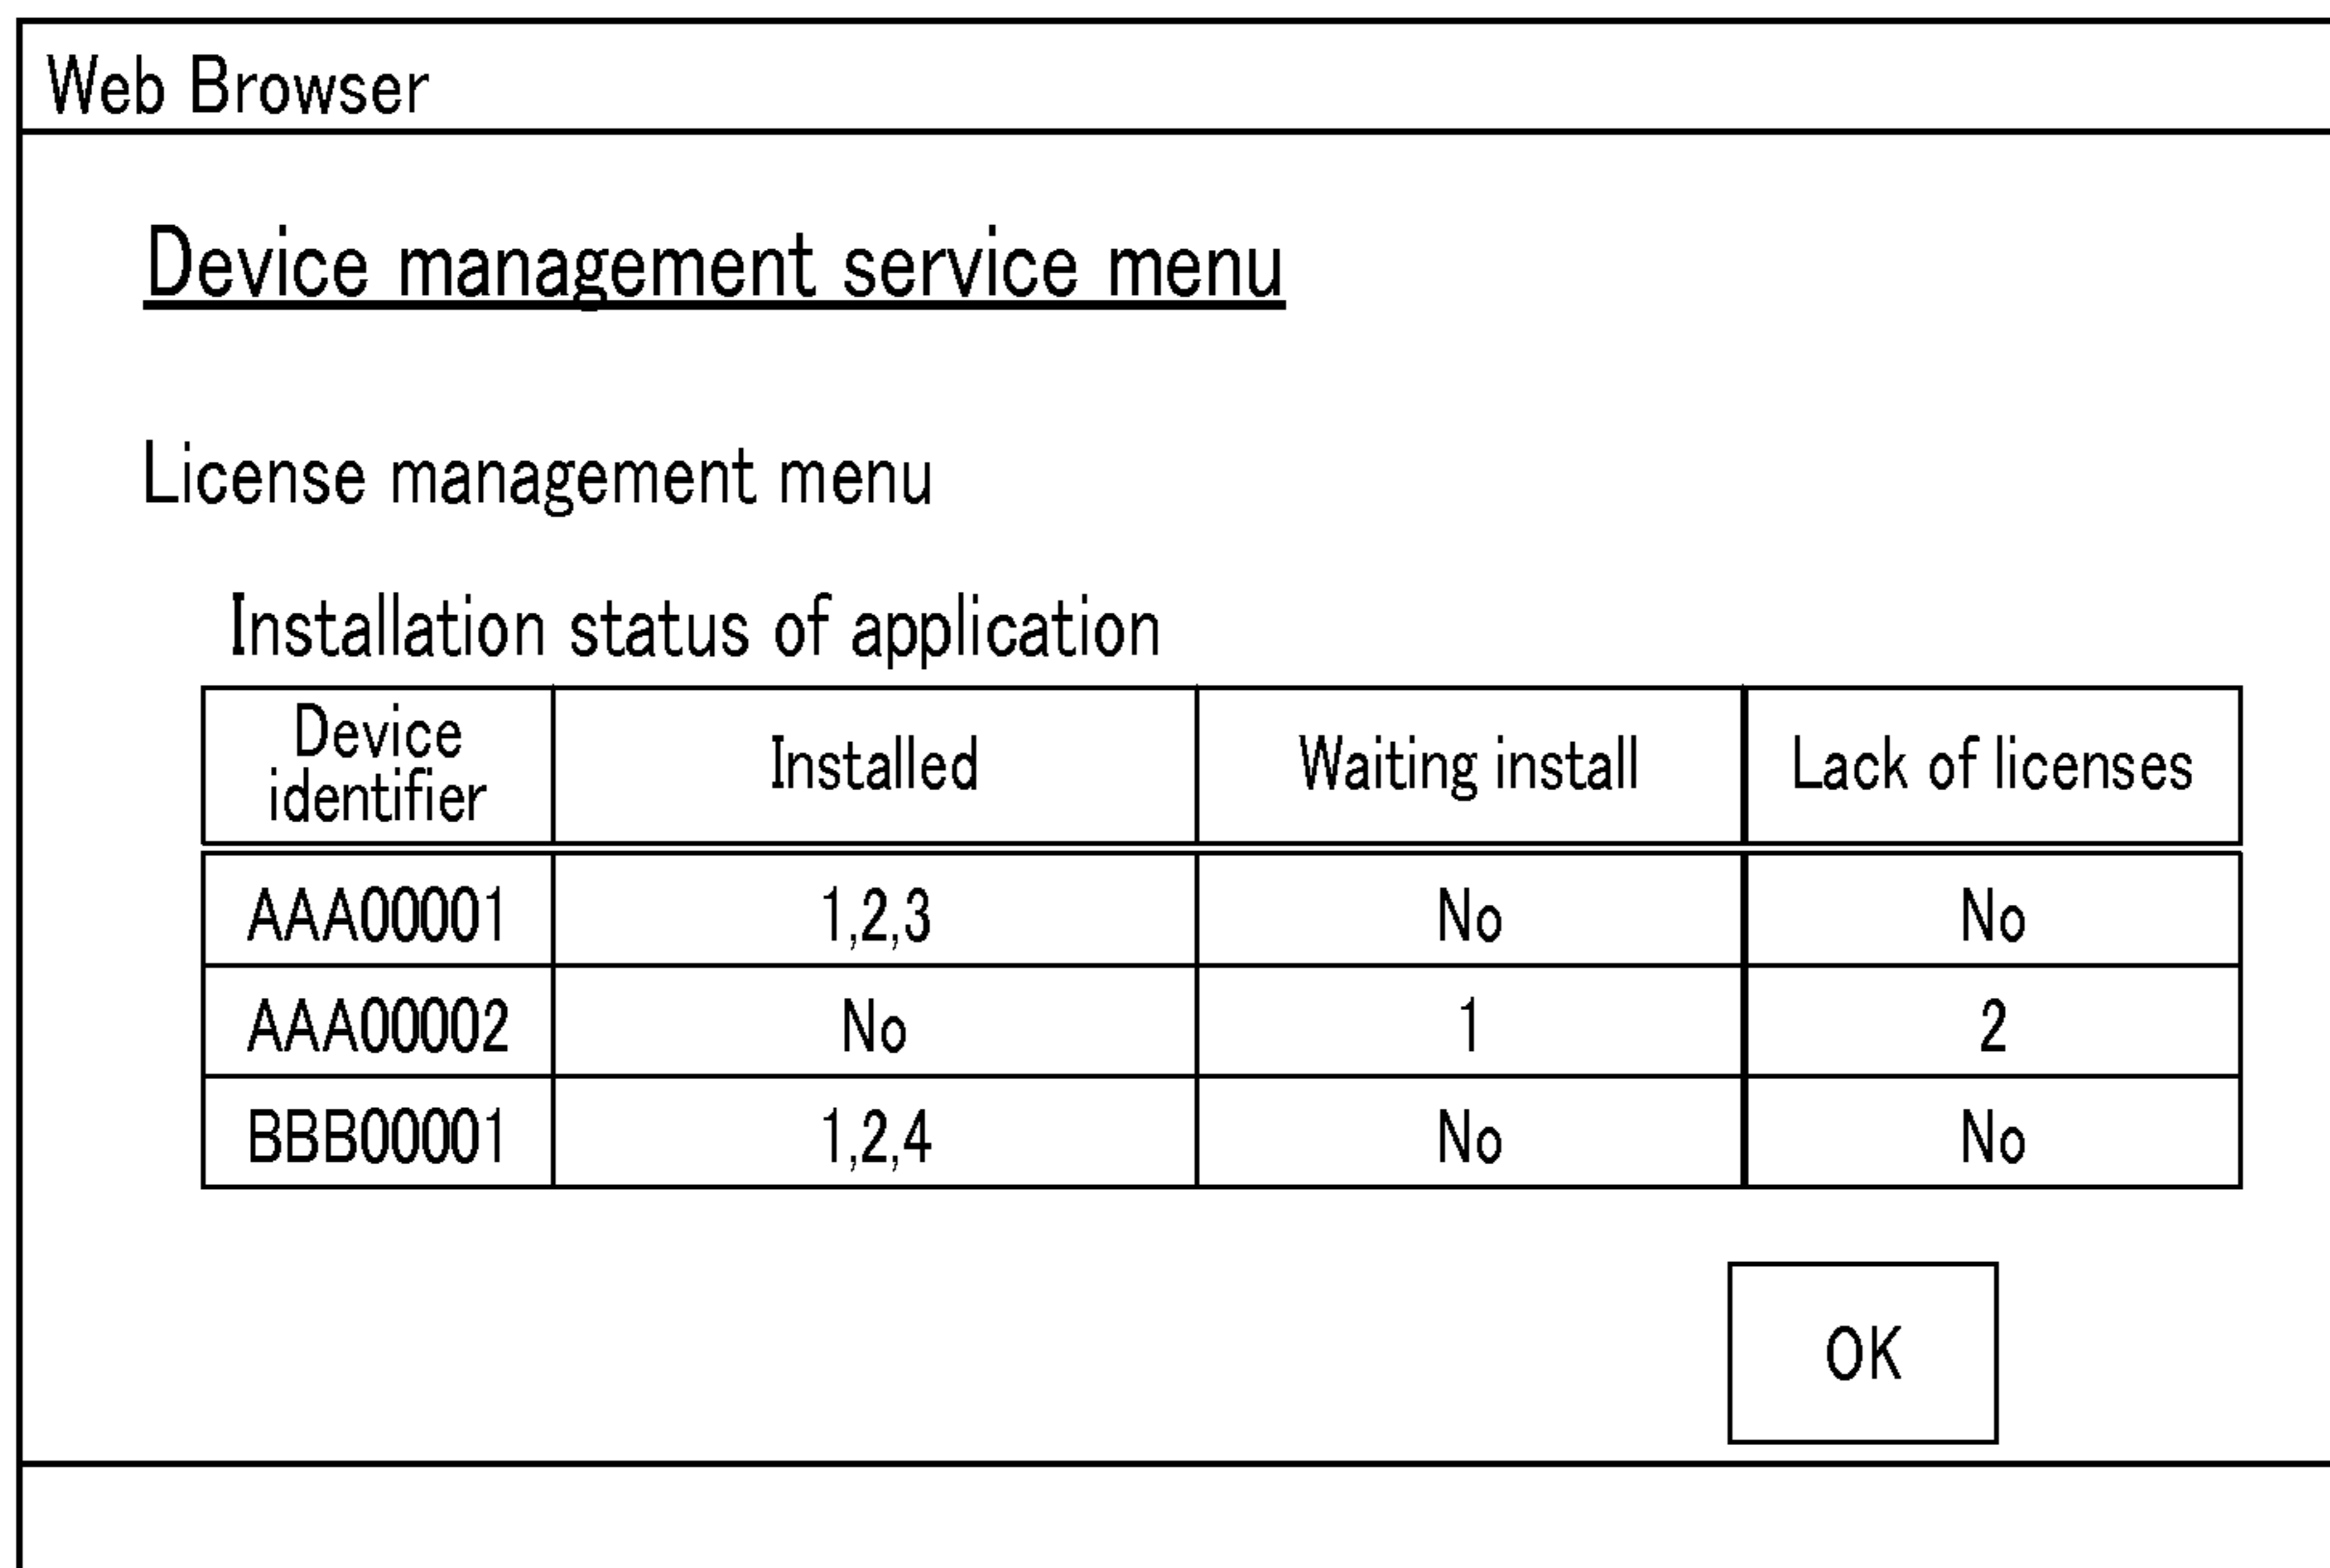 Web Browser
Device management service menu
License management menu
Installation status of application
Device identifier Installed Waiting install Lack of licenses
AAA00001 1,2,3 No No
AAA00002 No 1 2
BBB00001 1,2,4 No No
OK